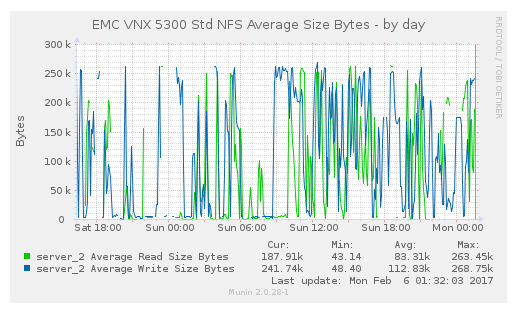 EMC VNX 5300 Std NFS Average Size Bytes - by day
RRDTOOL / TOBI OETIKER
Bytes
300 k
250 k
200 k
150 k
100 k
50 k
0
Sat 18:00 Sun 00:00 Sun 06:00 Sun 12:00 Sun 18:00 Mon 00:00
Cur: Min: Avg: Max:
server_2 Average Read Size Bytes 187.91k 43.14 83.31k 263.45k
server_2 Average Write Size Bytes 241.74k 48.40 112.83k 268.75k
Last update: Mon Feb 6 01:32:03 2017
Munin 2.0.28-1